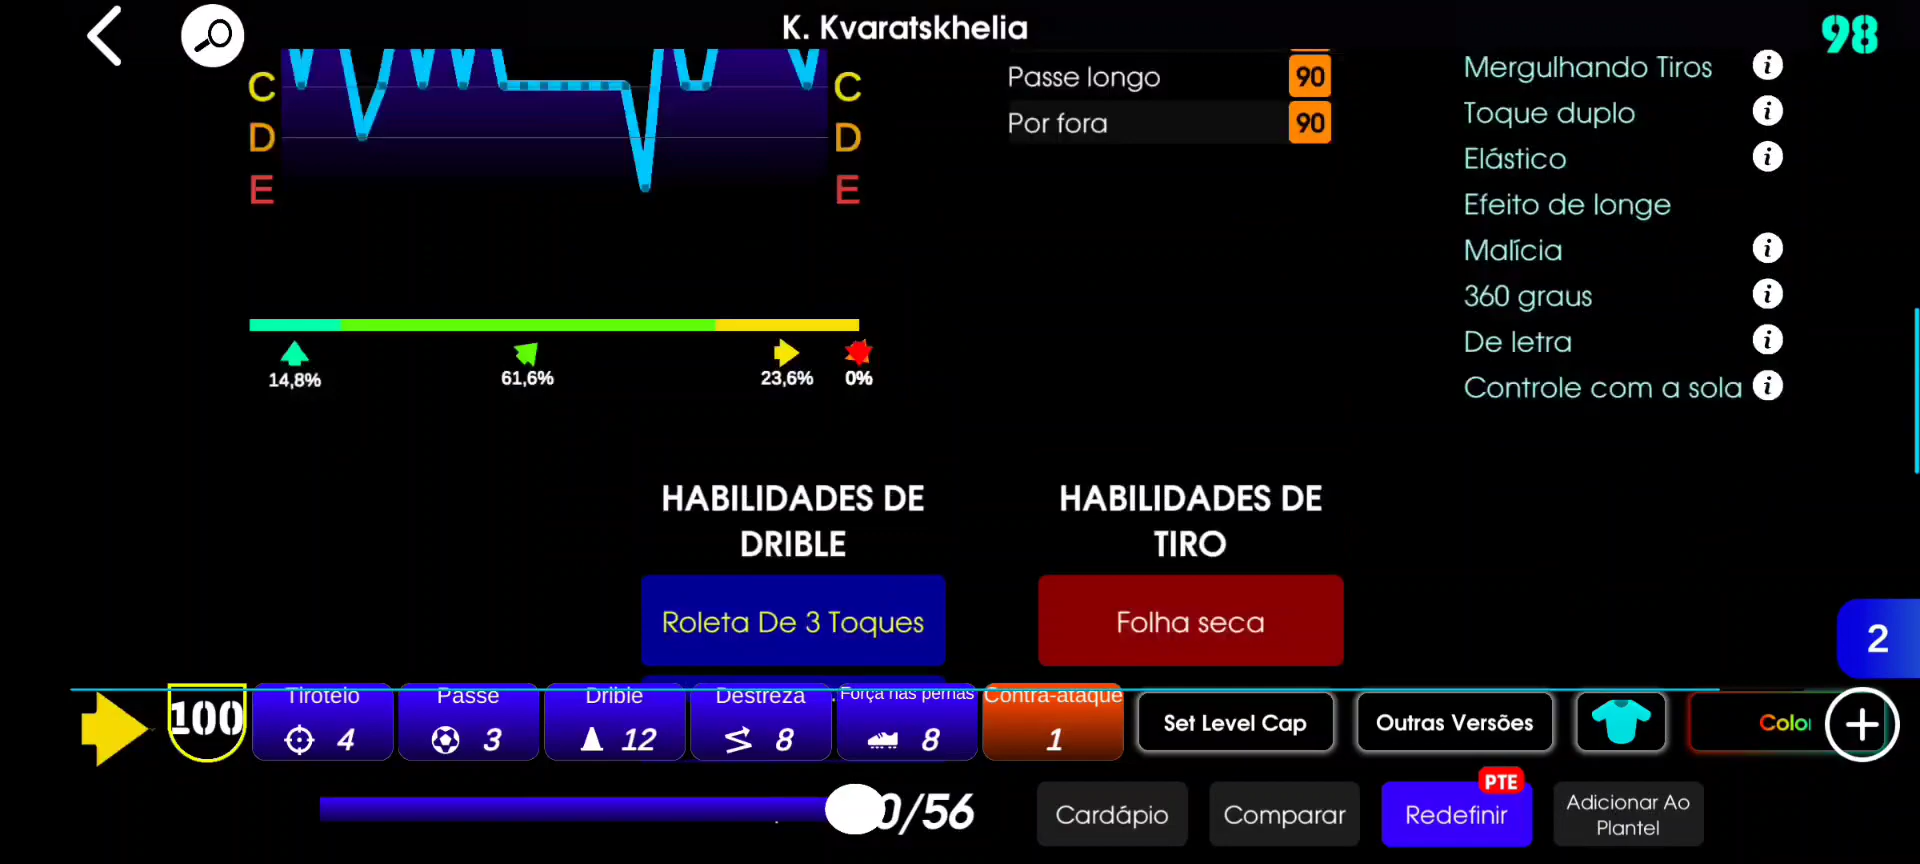 K. Kvaratskhelia
98
C
C
D
D
E
E
14,8%
61,6%
23,6%
0%
Passe longo
90
Por fora
90
Mergulhando Tiros
i
Toque duplo
i
Elástico
i
Efeito de longe
Malícia
i
360 graus
i
De letra
i
Controle com a sola
i
HABILIDADES DE
DRIBLE
Roleta De 3 Toques
HABILIDADES DE
TIRO
Folha seca
2
100
Tiroteio
4
Passe
3
Drible
12
Destreza
8
Força nas pernas
8
Contra-ataque
1
Set Level Cap
Outras Versões
Color
0/56
Cardápio
Comparar
PTE
Redefinir
Adicionar Ao
Plantel